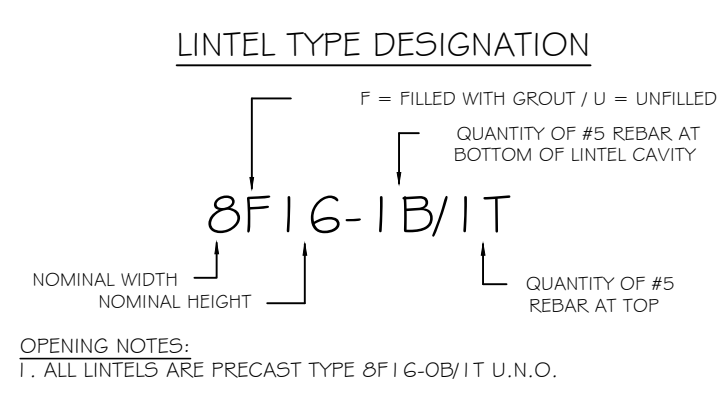 LINTEL TYPE DESIGNATION
F = FILLED WITH GROUT / U = UNFILLED
QUANTITY OF #5 REBAR AT
BOTTOM OF LINTEL CAVITY
8F16-1B/1T
NOMINAL WIDTH
NOMINAL HEIGHT
QUANTITY OF #5
REBAR AT TOP
OPENING NOTES:
1. ALL LINTELS ARE PRECAST TYPE 8F16-0B/1T U.N.O.